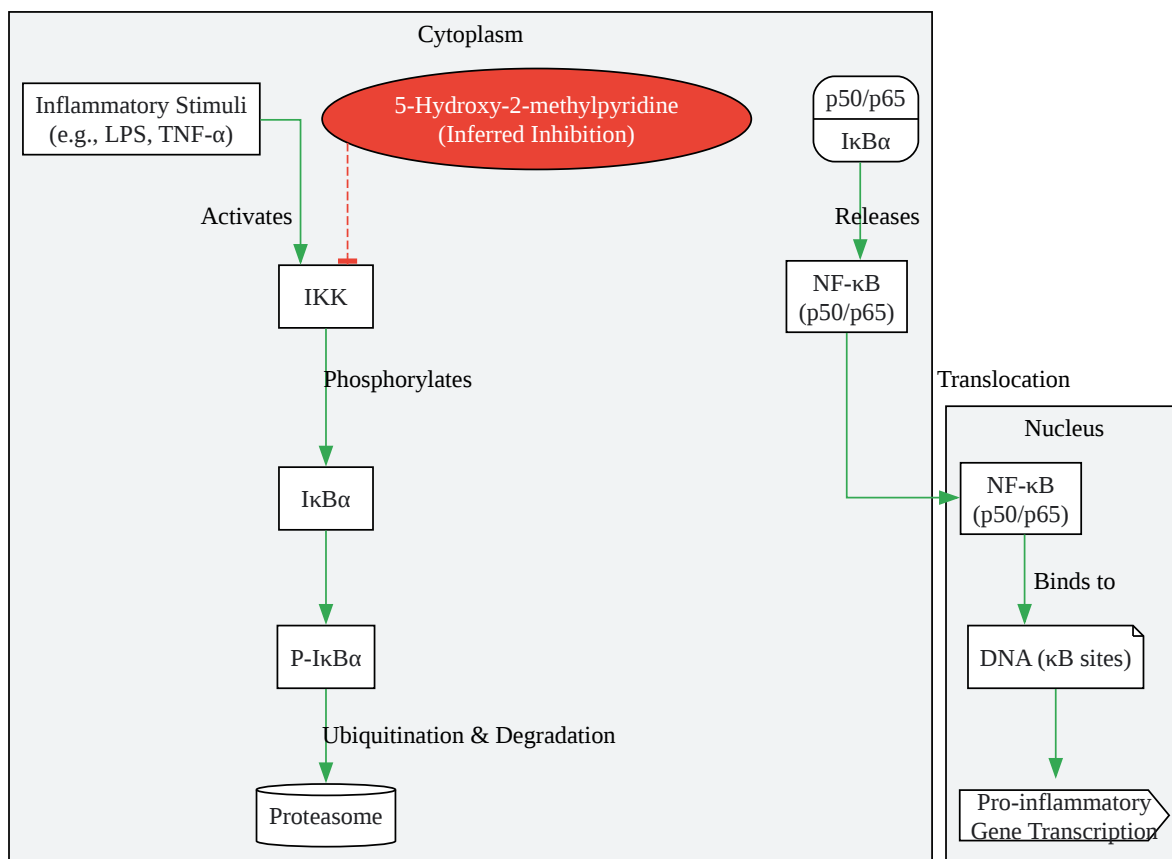 Cytoplasm
Inflammatory Stimuli
(e.g., LPS, TNF-α)
5-Hydroxy-2-methylpyridine
(Inferred Inhibition)
p50/p65
IκBα
Activates
Releases
IKK
NF-κB
(p50/p65)
Phosphorylates
Translocation
Nucleus
IκBα
NF-κB
(p50/p65)
Binds to
P-IκBα
DNA (κB sites)
Ubiquitination & Degradation
Proteasome
Pro-inflammatory
Gene Transcription